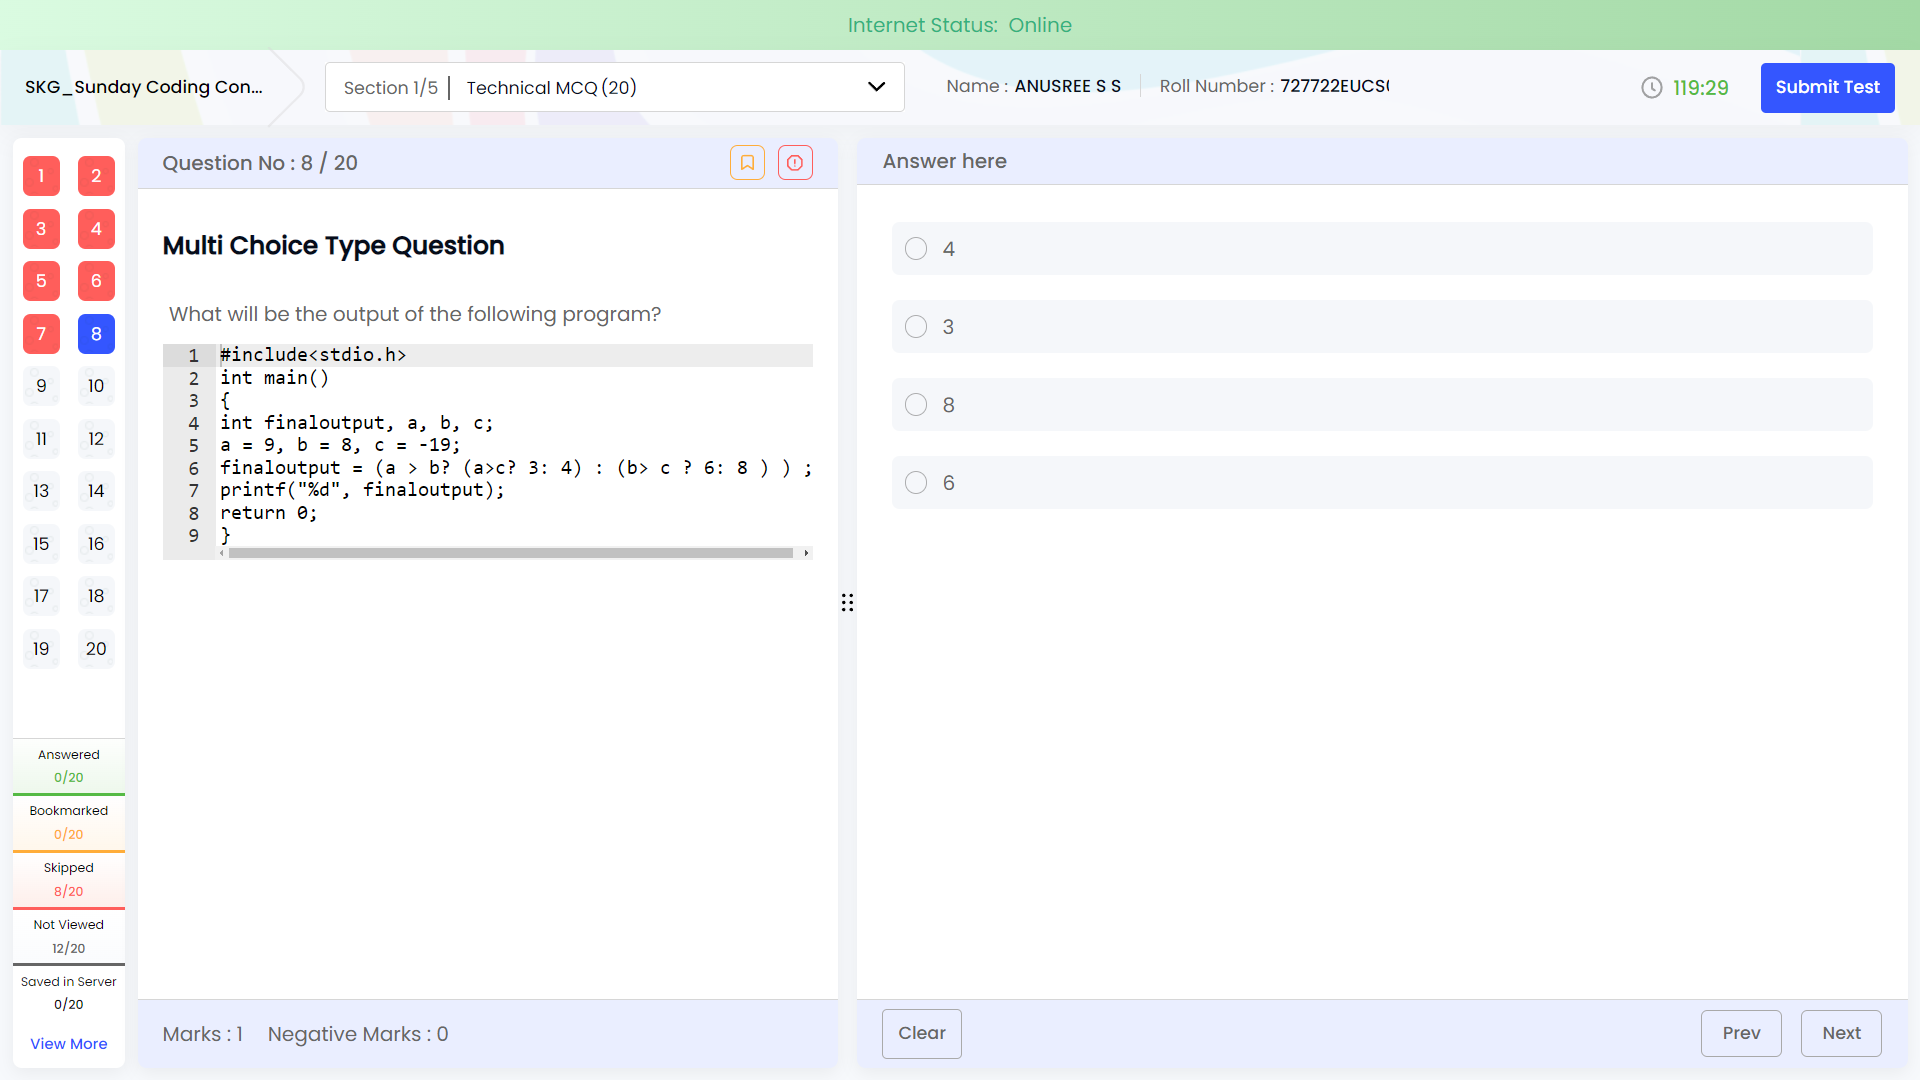 Internet Status: Online
SKG_Sunday Coding Con...
Section 1/5 | Technical MCQ (20)
Name : ANUSREE S S
Roll Number :
119:29
Submit Test
1 2
3 4
5 6
7 8
9 10
11 12
13 14
15 16
17 18
19 20
Answered
0/20
Bookmarked
0/20
Skipped
8/20
Not Viewed
12/20
Saved in Server
0/20
View More
Question No : 8 / 20
Multi Choice Type Question
What will be the output of the following program?
1 #include<stdio.h>
2 int main()
3 {
4 int finaloutput, a, b, c;
5 a = 9, b = 8, c = -19;
6 finaloutput = (a > b? (a>c? 3: 4) : (b> c ? 6: 8 ) ) ;
7 printf("%d", finaloutput);
8 return 0;
9 }
Marks : 1 Negative Marks : 0
Answer here
4
3
8
6
Clear
Prev
Next